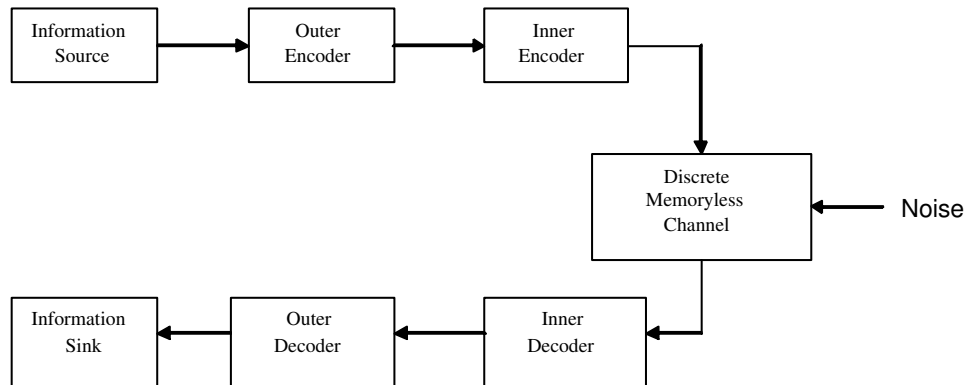 Information
Source
Outer
Encoder
Inner
Encoder
Discrete
Memoryless
Channel
Noise
Information
Sink
Outer
Decoder
Inner
Decoder